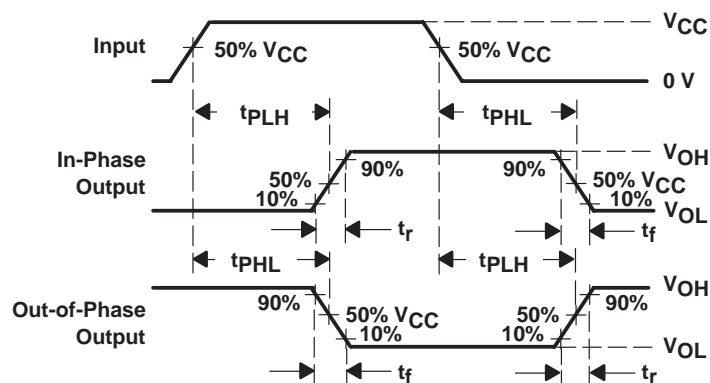 VCC
Input
50% VCC
50% VCC
0 V
tPLH
tPHL
In-Phase
Output
VOH
90%
90%
50%
50% VCC
10%
10%
VOL
tr
tf
tPHL
tPLH
Out-of-Phase
Output
VOH
90%
90%
50% VCC
50%
10%
10%
VOL
tf
tr